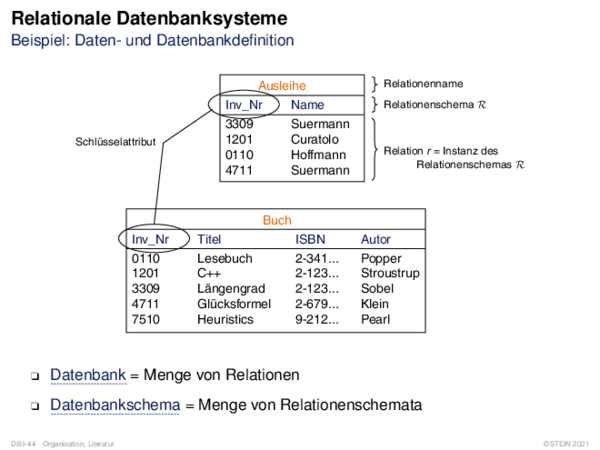 Relationale Datenbanksysteme
Beispiel: Daten- und Datenbankdefinition
Ausleihe
Relationenname
Inv_Nr Name
Relationenschema R
3309 Suermann
1201 Curatolo
0110 Hoffmann
4711 Suermann
Schlüsselattribut
Relation r = Instanz des
Relationenschemas R
Buch
Inv_Nr Titel ISBN Autor
0110 Lesebuch 2-341... Popper
1201 C++ 2-123... Stroustrup
3309 Längengrad 2-123... Sobel
4711 Glücksformel 2-679... Klein
7510 Heuristics 9-212... Pearl
❑ Datenbank = Menge von Relationen
❑ Datenbankschema = Menge von Relationenschemata
DB:I-44 Organisation, Literatur
©STEIN 2021